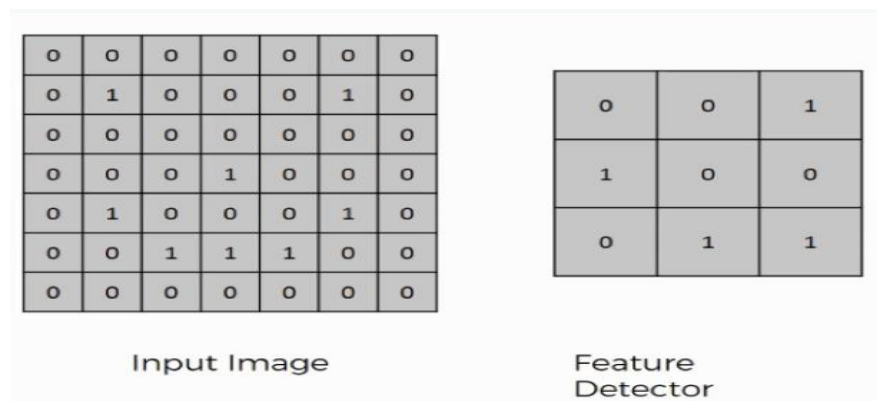 0 0 0 0 0 0 0
0 1 0 0 0 1 0
0 0 0 0 0 0 0
0 0 0 1 0 0 0
0 1 0 0 0 1 0
0 0 1 1 1 0 0
0 0 0 0 0 0 0
Input Image
0 0 1
1 0 0
0 1 1
Feature
Detector